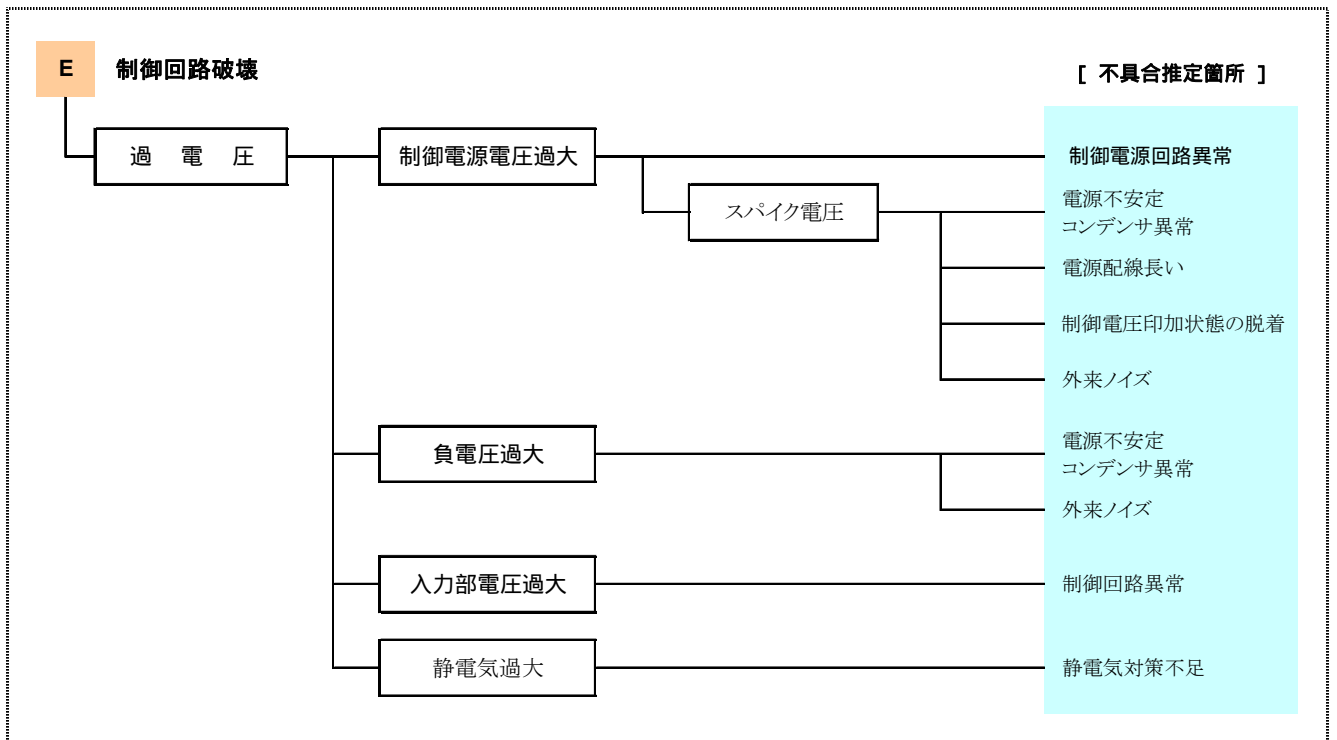 E 制御回路破壊
[ 不具合推定箇所 ]
過 電 圧
制御電源電圧過大
制御電源回路異常
スパイク電圧
電源不安定
コンデンサ異常
電源配線長い
制御電圧印加状態の脱着
外来ノイズ
負電圧過大
電源不安定
コンデンサ異常
外来ノイズ
入力部電圧過大
制御回路異常
静電気過大
静電気対策不足